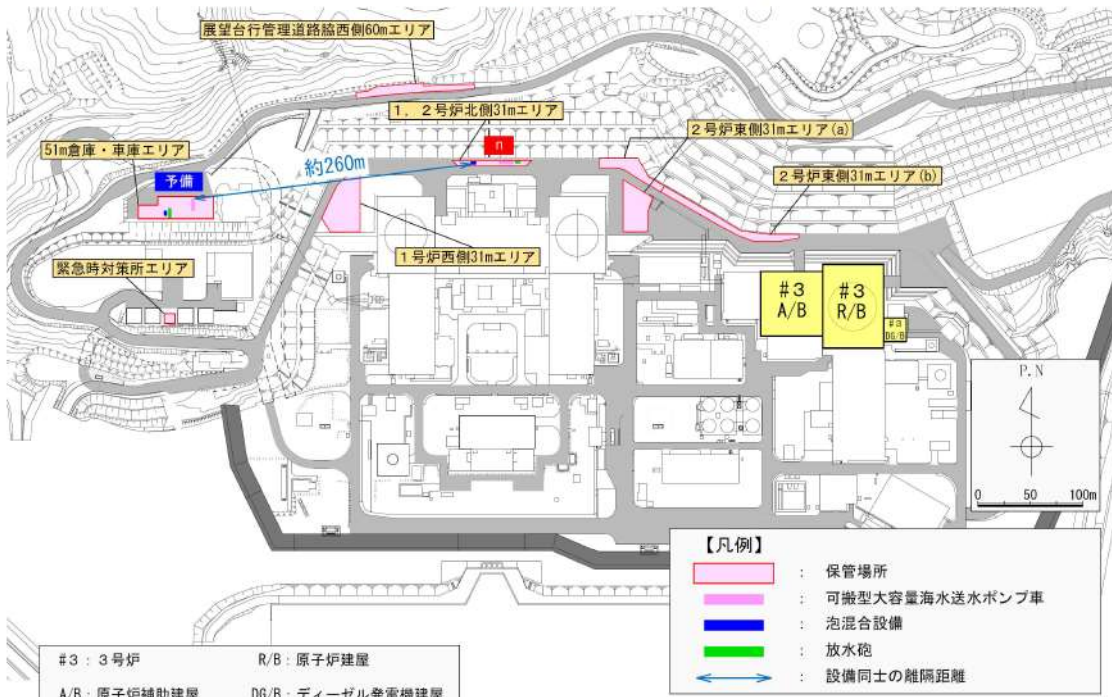 展望台行管理道路脇西側60mエリア
1，2号炉北側31mエリア
n
2号炉東側31mエリア(a)
51m倉庫・車庫エリア
約260m
予備
2号炉東側31mエリア(b)
1号炉西側31mエリア
緊急時対策所エリア
#3
A/B
#3
R/B
#3
DG/B
P.N
0 50 100m
【凡例】
： 保管場所
： 可搬型大容量海水送水ポンプ車
： 泡混合設備
： 放水砲
： 設備同士の離隔距離
#3：3号炉 R/B：原子炉建屋
A/B：原子炉補助建屋 DG/B：ディーゼル発電機建屋